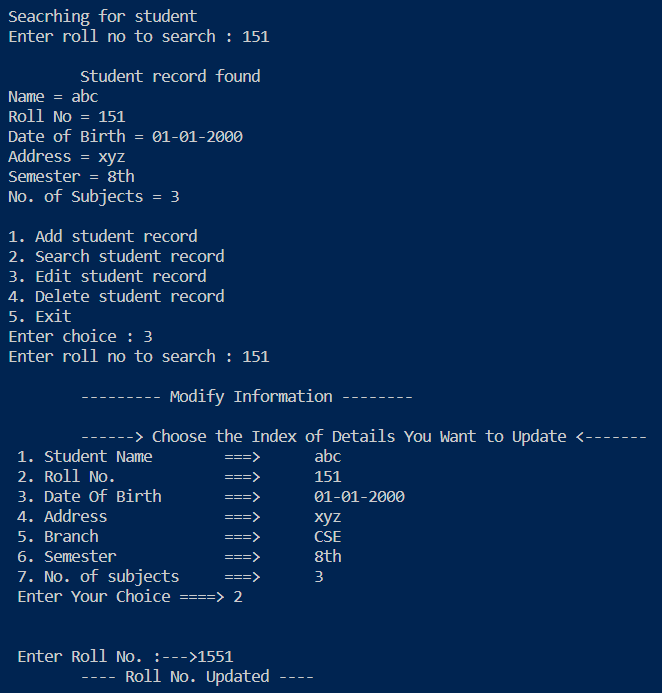 Seacrhing for student
Enter roll no to search : 151
Student record found
Name = abc
Roll No = 151
Date of Birth = 01-01-2000
Address = xyz
Semester = 8th
No. of Subjects = 3
1. Add student record
2. Search student record
3. Edit student record
4. Delete student record
5. Exit
Enter choice : 3
Enter roll no to search : 151
--------- Modify Information --------
------> Choose the Index of Details You Want to Update <-------
1. Student Name ===> abc
2. Roll No. ===> 151
3. Date Of Birth ===> 01-01-2000
4. Address ===> xyz
5. Branch ===> CSE
6. Semester ===> 8th
7. No. of subjects ===> 3
Enter Your Choice ====> 2
Enter Roll No. :--->1551
---- Roll No. Updated ----